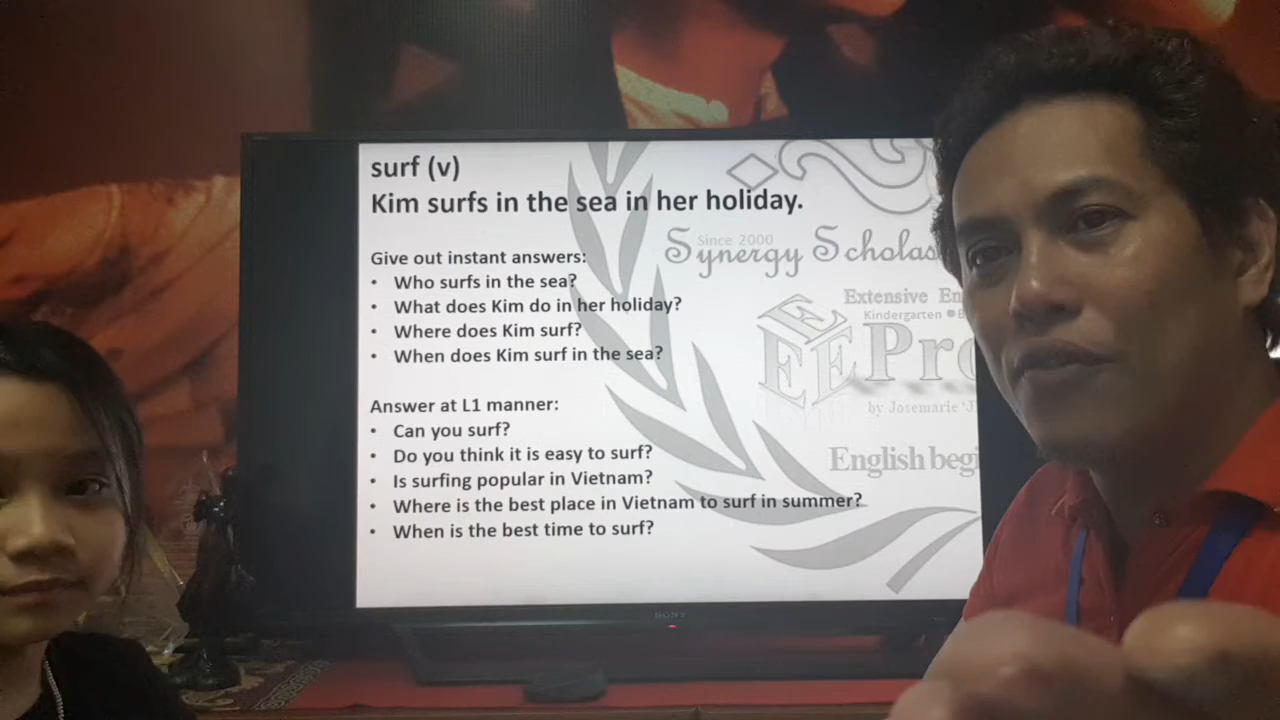 surf (v)
Kim surfs in the sea in her holiday.
Since 2000
Synergy
Give out instant answers:
• Who surfs in the sea?
• What does Kim do in her holiday?
• Where does Kim surf?
• When does Kim surf in the sea?
Extensive
Kindergarten •
EEE
by Josemarie
Answer at L1 manner:
• Can you surf?
• Do you think it is easy to surf?
• Is surfing popular in Vietnam?
• Where is the best place in Vietnam to surf in summer?
• When is the best time to surf?
English
SONY